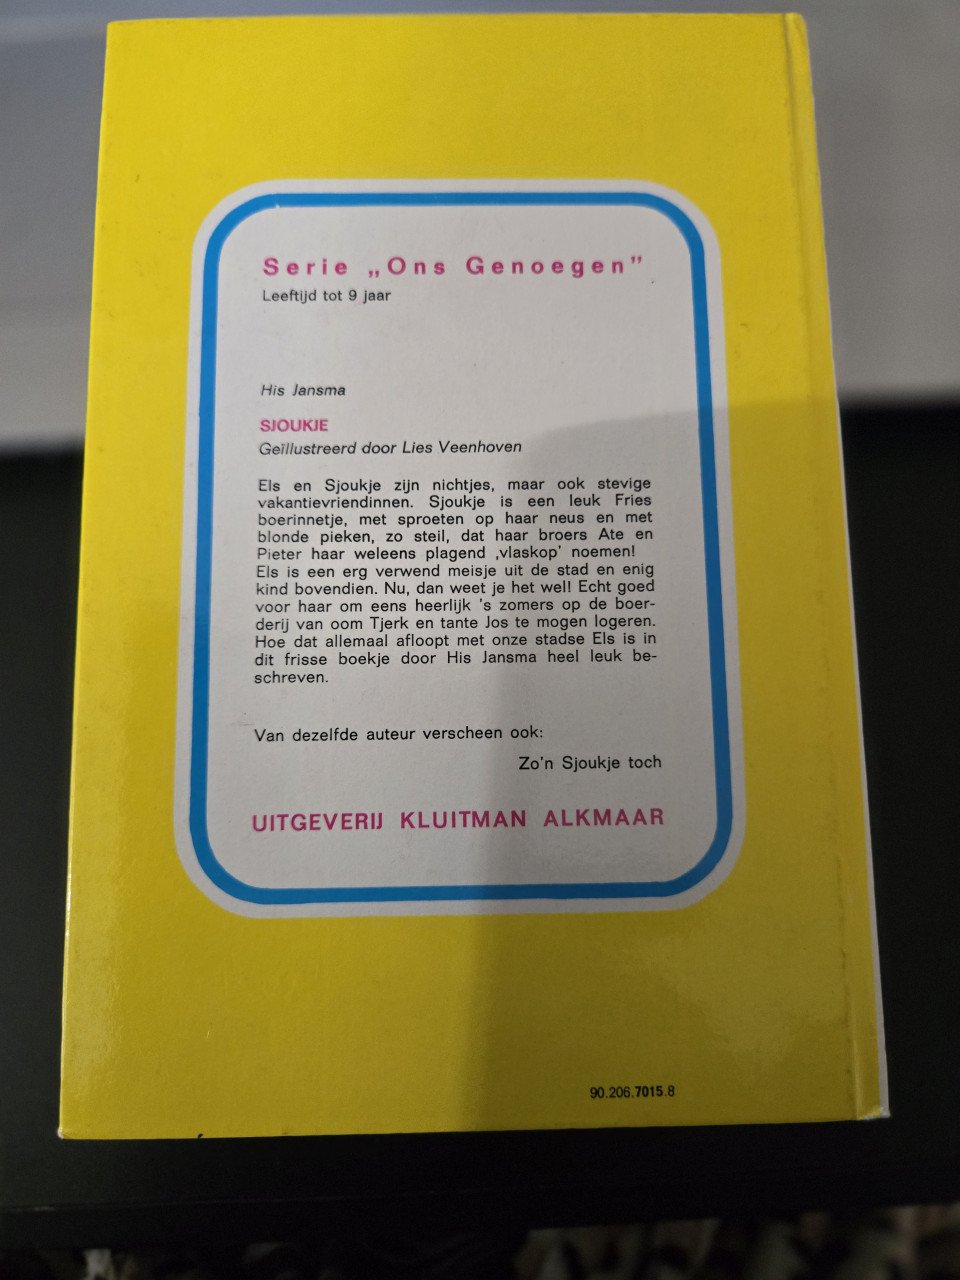 Serie „Ons Genoegen”
Leeftijd tot 9 jaar
His Jansma
SJOUKJE
Geïllustreerd door Lies Veenhoven
Els en Sjoukje zijn nichtjes, maar ook stevige
vakantievriendinnen. Sjoukje is een leuk Fries
boerinnetje, met sproeten op haar neus en met
blonde pieken, zo steil, dat haar broers Ate en
Pieter haar weleens plagend ‚vlaskop’ noemen!
Els is een erg verwend meisje uit de stad en enig
kind bovendien. Nu, dan weet je het wel! Echt goed
voor haar om eens heerlijk 's zomers op de boer-
derij van oom Tjerk en tante Jos te mogen logeren.
Hoe dat allemaal afloopt met onze stadse Els is in
dit frisse boekje door His Jansma heel leuk be-
schreven.
Van dezelfde auteur verscheen ook:
Zo'n Sjoukje toch
UITGEVERIJ KLUITMAN ALKMAAR
90.206.7015.8